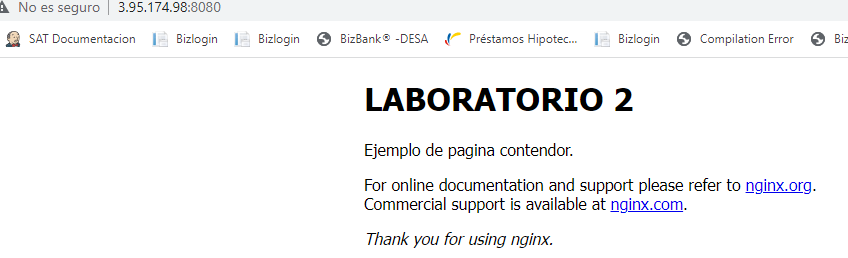 No es seguro | 3.95.174.98:8080
SAT Documentacion Bizlogin Bizlogin BizBank® -DESA Préstamos Hipotec... Bizlogin Compilation Error Biz
LABORATORIO 2
Ejemplo de pagina contendor.
For online documentation and support please refer to nginx.org.
Commercial support is available at nginx.com.
Thank you for using nginx.